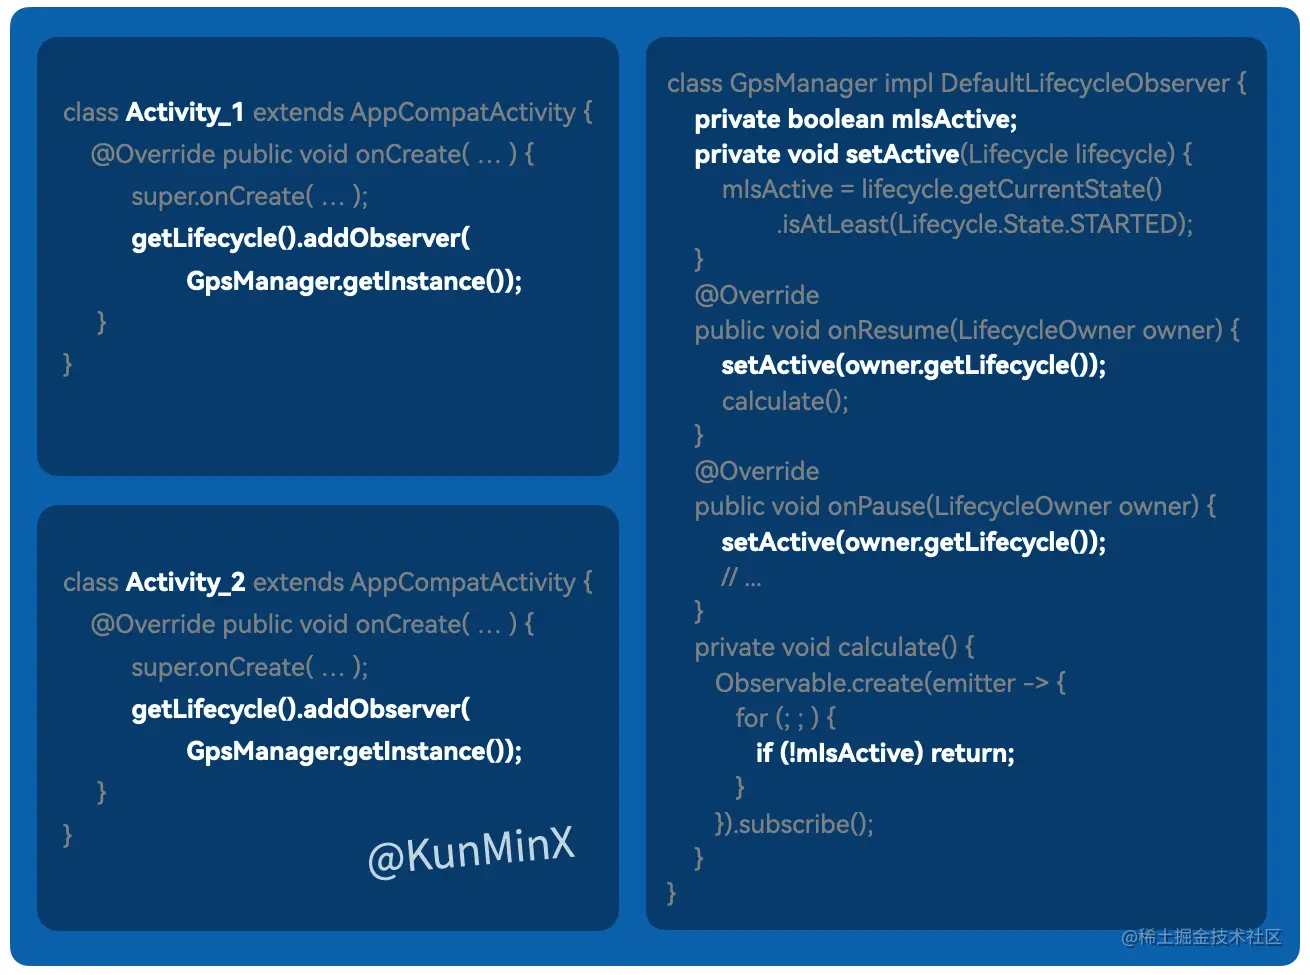 class Activity_1 extends AppCompatActivity {
@Override public void onCreate( ... ) {
super.onCreate( ... );
getLifecycle().addObserver(
GpsManager.getInstance());
}
}
class Activity_2 extends AppCompatActivity {
@Override public void onCreate( ... ) {
super.onCreate( ... );
getLifecycle().addObserver(
GpsManager.getInstance());
}
}
@KunMinX
class GpsManager impl DefaultLifecycleObserver {
private boolean mIsActive;
private void setActive(Lifecycle lifecycle) {
mIsActive = lifecycle.getCurrentState()
.isAtLeast(Lifecycle.State.STARTED);
}
@Override
public void onResume(LifecycleOwner owner) {
setActive(owner.getLifecycle());
calculate();
}
@Override
public void onPause(LifecycleOwner owner) {
setActive(owner.getLifecycle());
// ...
}
private void calculate() {
Observable.create(emitter -> {
for (; ; ) {
if (!mIsActive) return;
}
}).subscribe();
}
}
@稀土掘金技术社区